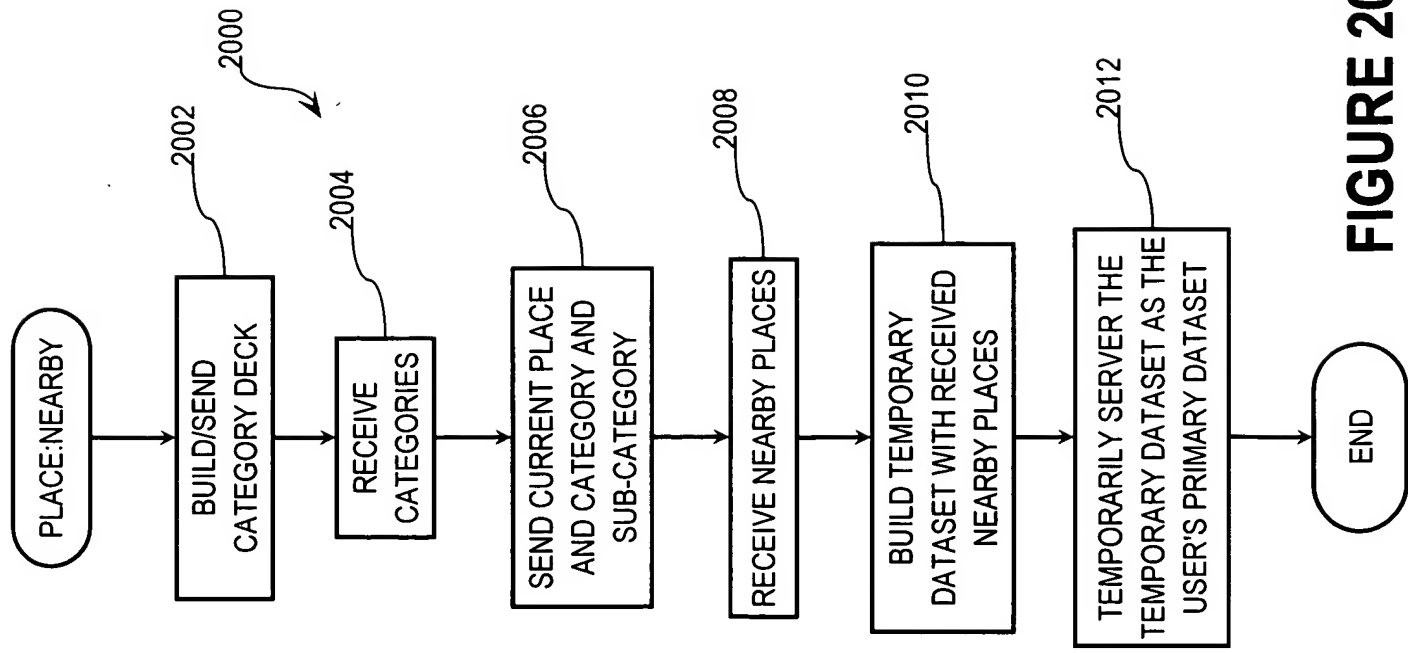 PLACE:NEARBY
2000
2002
BUILD/SEND
CATEGORY DECK
2004
RECEIVE
CATEGORIES
2006
SEND CURRENT PLACE
AND CATEGORY AND
SUB-CATEGORY
2008
RECEIVE NEARBY PLACES
2010
BUILD TEMPORARY
DATASET WITH RECEIVED
NEARBY PLACES
2012
TEMPORARILY SERVER THE
TEMPORARY DATASET AS THE
USER'S PRIMARY DATASET
END
FIGURE 20